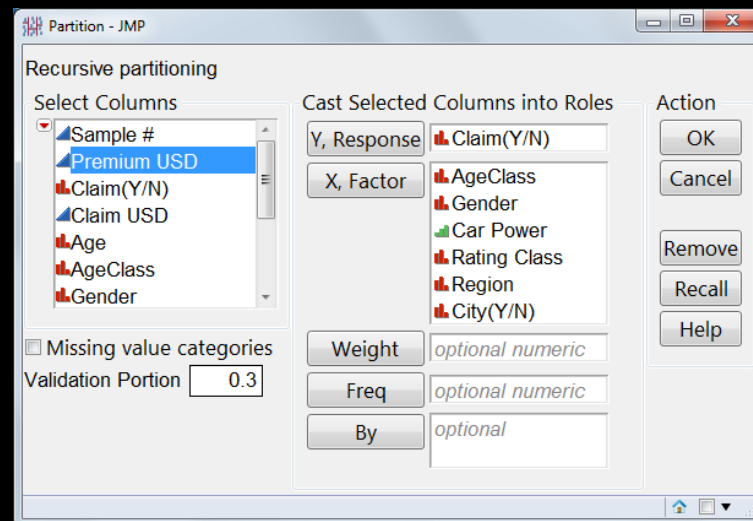 Partition - JMP
Recursive partitioning
Select Columns
Sample #
Premium USD
Claim(Y/N)
Claim USD
Age
AgeClass
Gender
Missing value categories
Validation Portion 0.3
Cast Selected Columns into Roles
Y, Response Claim(Y/N)
X, Factor
AgeClass
Gender
Car Power
Rating Class
Region
City(Y/N)
Weight optional numeric
Freq optional numeric
By optional
Action
OK
Cancel
Remove
Recall
Help